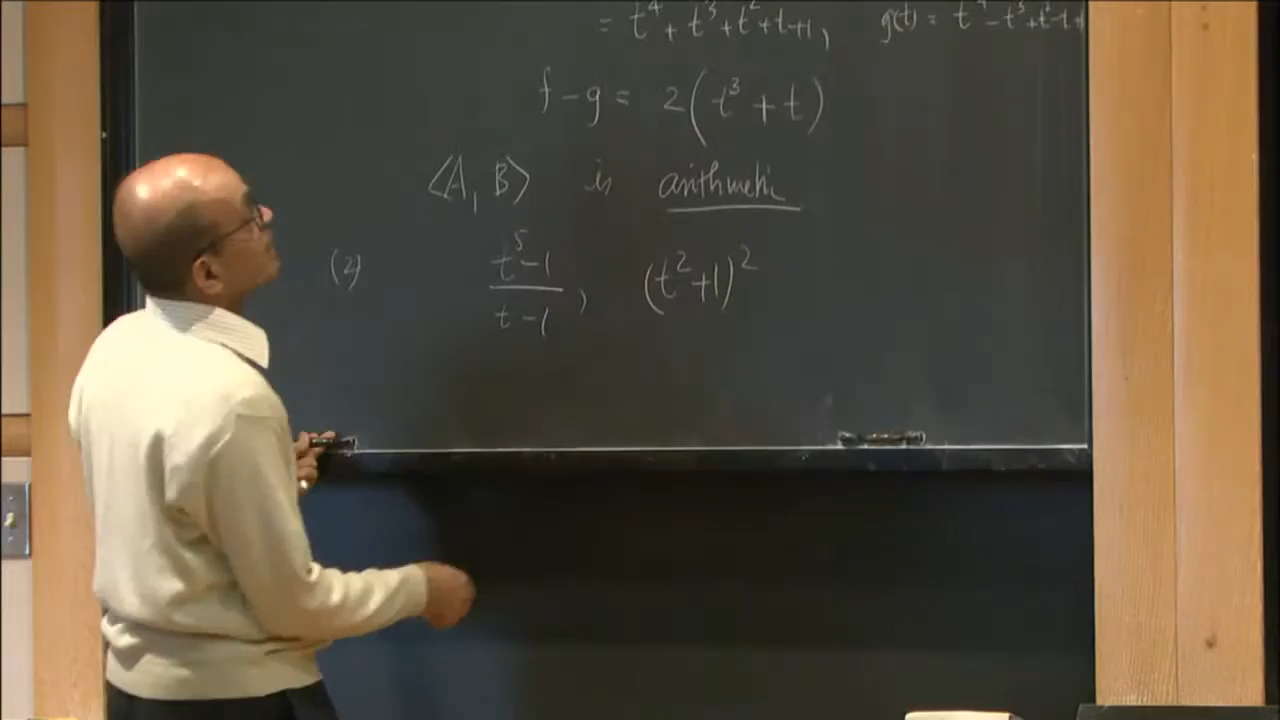 = t⁴ + t³ + t² + t + 1, g(t) = t⁴ - t³ + t² - t +
f - g = 2(t³ + t)
⟨A, B⟩ is arithmetic
(2) t⁵-1 / t-1 , (t²+1)²